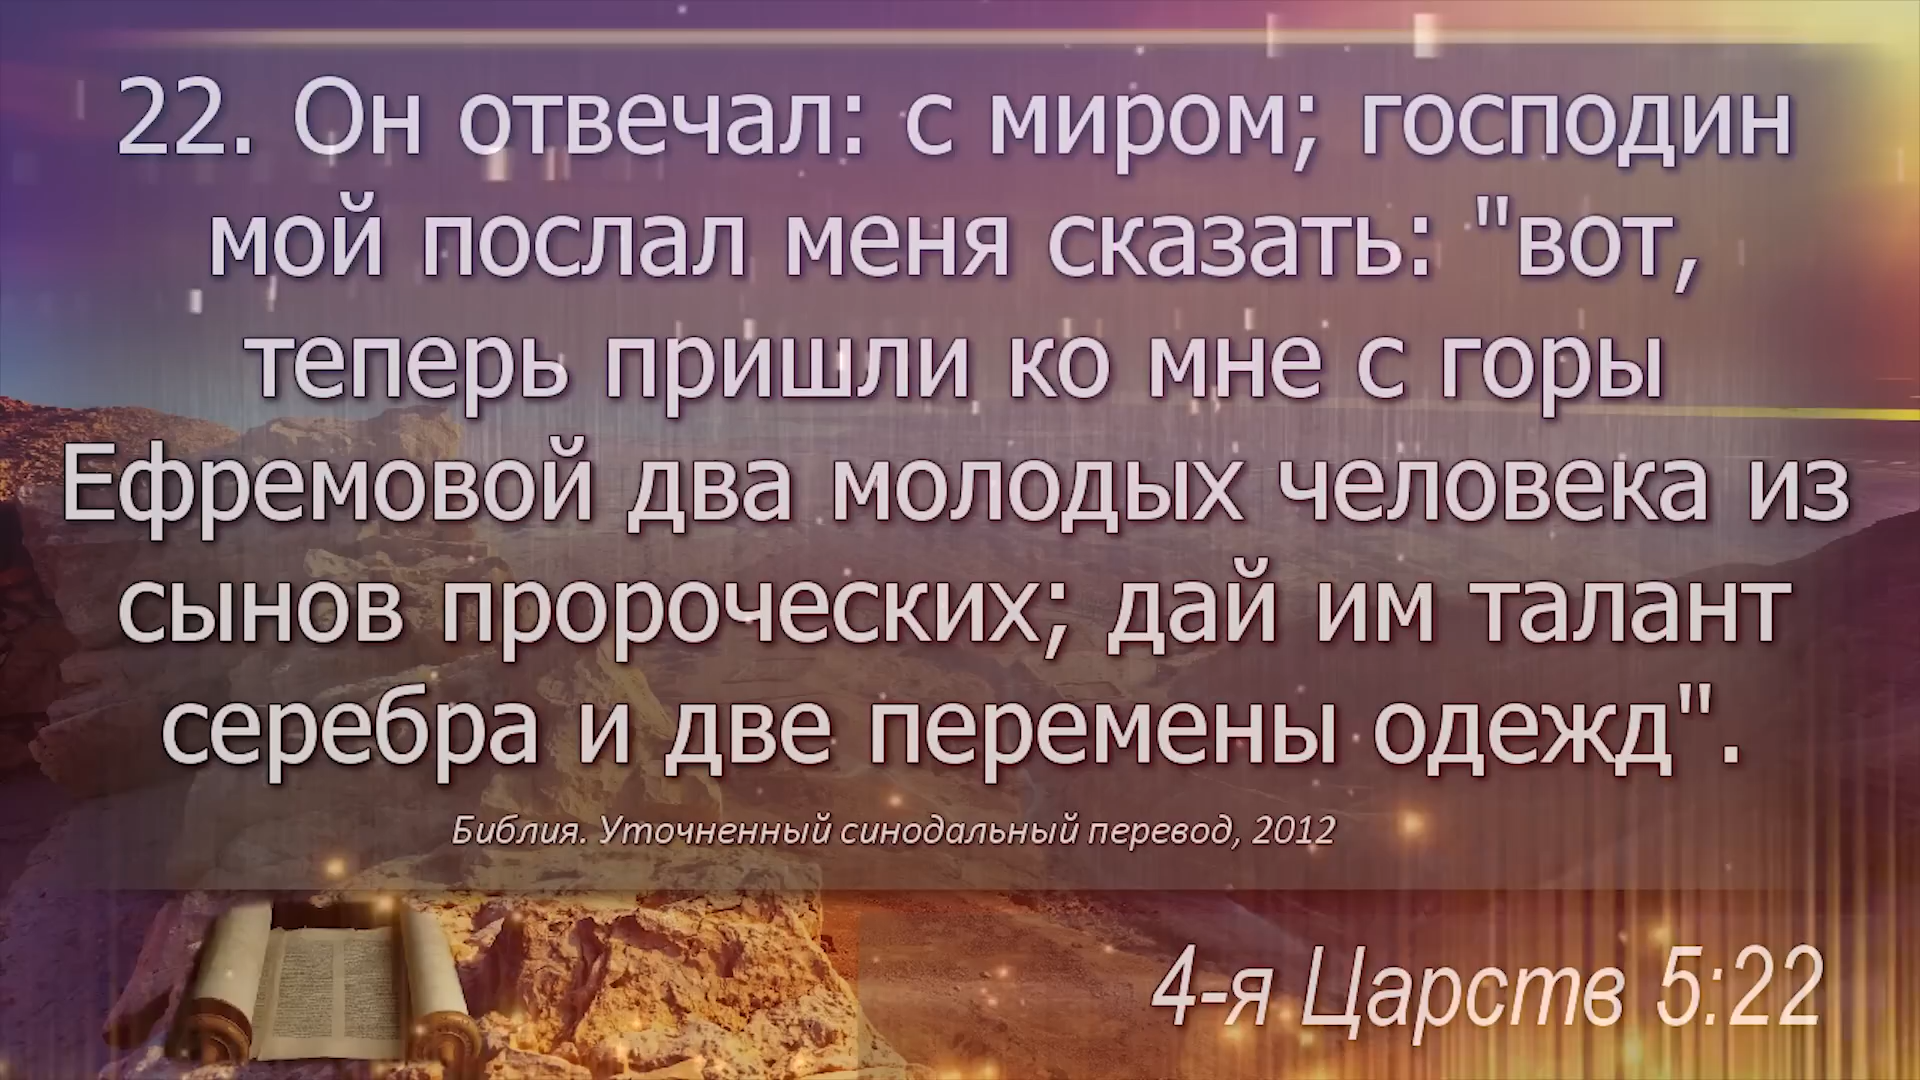 22. Он отвечал: с миром; господин
мой послал меня сказать: "вот,
теперь пришли ко мне с горы
Ефремовой два молодых человека из
сынов пророческих; дай им талант
серебра и две перемены одежд".
Библия. Уточненный синодальный перевод, 2012
4-я Царств 5:22